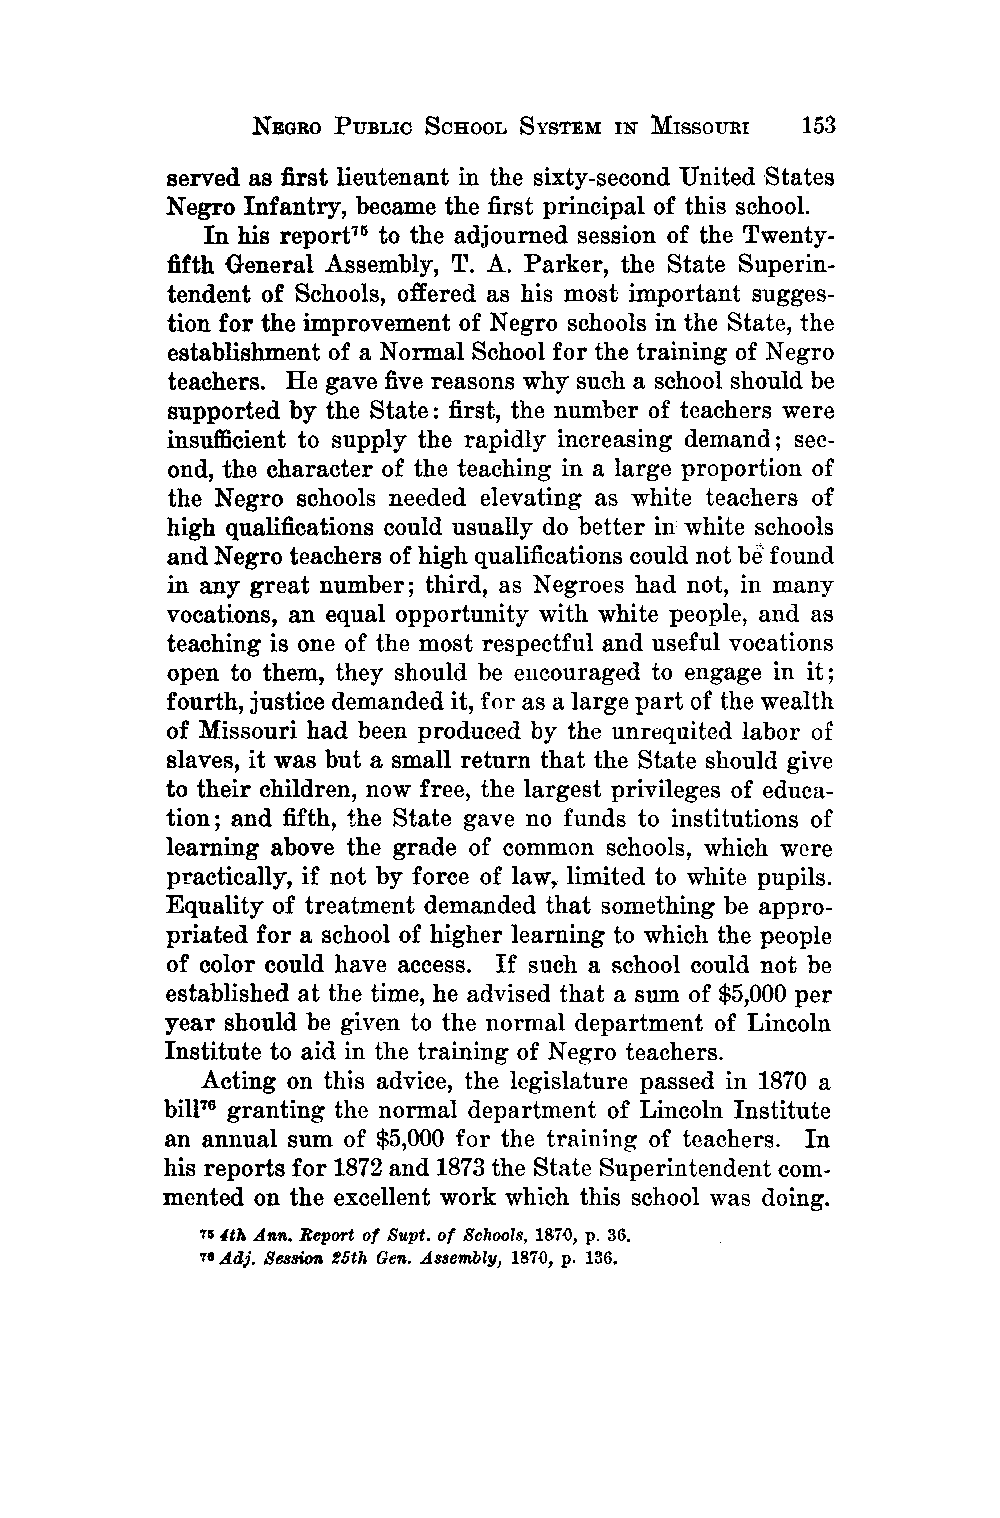 NEGRO PUBLIC SCHOOL SYSTEM IN MISSOURI 153
served as first lieutenant in the sixty-second United States
Negro Infantry, became the first principal of this school.
In his report⁷⁵ to the adjourned session of the Twenty-
fifth General Assembly, T. A. Parker, the State Superin-
tendent of Schools, offered as his most important sugges-
tion for the improvement of Negro schools in the State, the
establishment of a Normal School for the training of Negro
teachers. He gave five reasons why such a school should be
supported by the State: first, the number of teachers were
insufficient to supply the rapidly increasing demand; sec-
ond, the character of the teaching in a large proportion of
the Negro schools needed elevating as white teachers of
high qualifications could usually do better in white schools
and Negro teachers of high qualifications could not be found
in any great number; third, as Negroes had not, in many
vocations, an equal opportunity with white people, and as
teaching is one of the most respectful and useful vocations
open to them, they should be encouraged to engage in it;
fourth, justice demanded it, for as a large part of the wealth
of Missouri had been produced by the unrequited labor of
slaves, it was but a small return that the State should give
to their children, now free, the largest privileges of educa-
tion; and fifth, the State gave no funds to institutions of
learning above the grade of common schools, which were
practically, if not by force of law, limited to white pupils.
Equality of treatment demanded that something be appro-
priated for a school of higher learning to which the people
of color could have access. If such a school could not be
established at the time, he advised that a sum of $5,000 per
year should be given to the normal department of Lincoln
Institute to aid in the training of Negro teachers.
Acting on this advice, the legislature passed in 1870 a
bill⁷⁶ granting the normal department of Lincoln Institute
an annual sum of $5,000 for the training of teachers. In
his reports for 1872 and 1873 the State Superintendent com-
mented on the excellent work which this school was doing.
⁷⁵ 4th Ann. Report of Supt. of Schools, 1870, p. 36.
⁷⁶ Adj. Session 25th Gen. Assembly, 1870, p. 136.